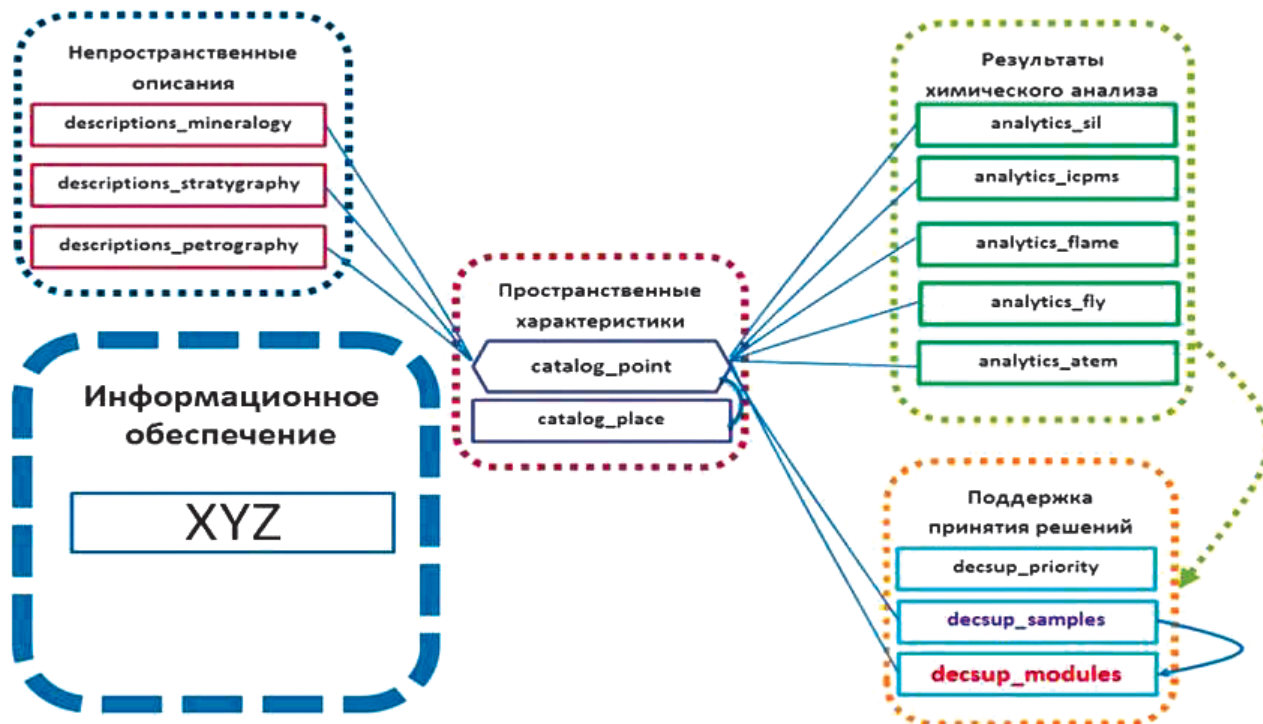 Непространственные
описания
descriptions_mineralogy
descriptions_stratygraphy
descriptions_petrography
Информационное
обеспечение
XYZ
Пространственные
характеристики
catalog_point
catalog_place
Результаты
химического анализа
analytics_sil
analytics_icpms
analytics_flame
analytics_fly
analytics_atem
Поддержка
принятия решений
decsup_priority
decsup_samples
decsup_modules